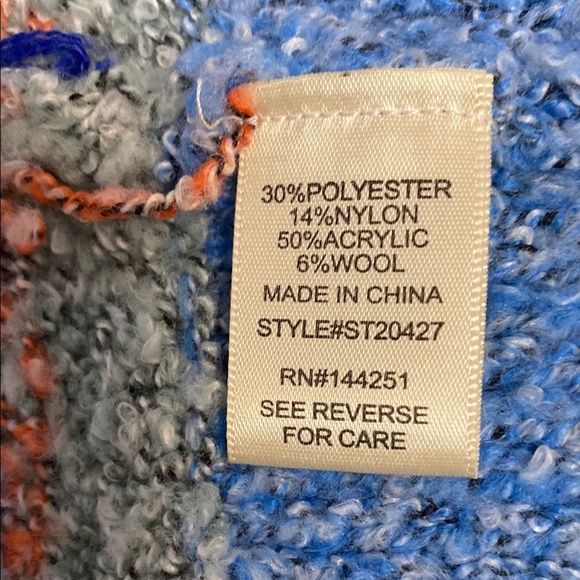 30%POLYESTER
14%NYLON
50%ACRYLIC
6%WOOL
MADE IN CHINA
STYLE#ST20427
RN#144251
SEE REVERSE
FOR CARE